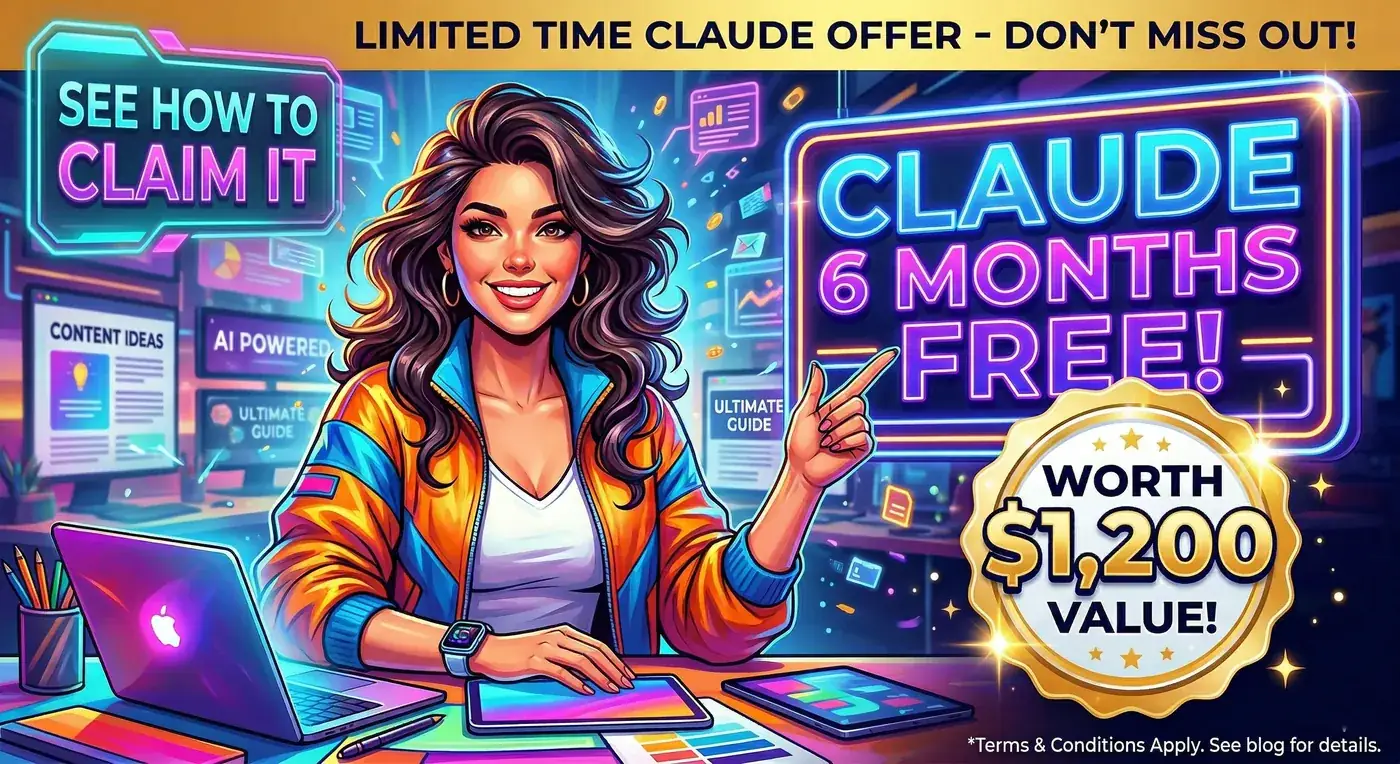 LIMITED TIME CLAUDE OFFER - DON'T MISS OUT!
SEE HOW TO
CLAIM IT
CLAUDE
6 MONTHS
FREE!
CONTENT IDEAS
AI POWERED
ULTIMATE
GUIDE
ULTIMATE
GUIDE
WORTH
$1,200
VALUE!
*Terms & Conditions Apply. See blog for details.